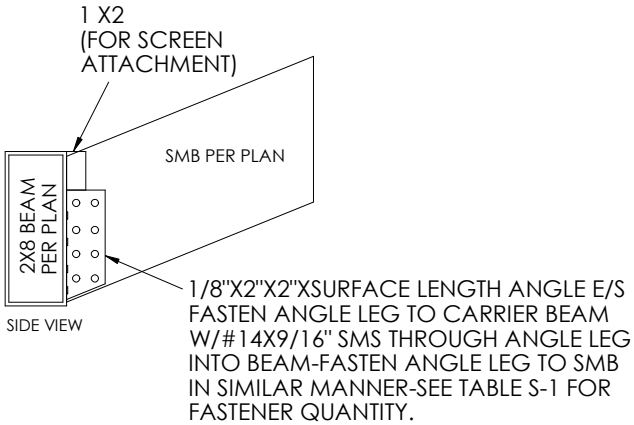 1 X2
(FOR SCREEN
ATTACHMENT)
SMB PER PLAN
2X8 BEAM
PER PLAN
SIDE VIEW
1/8"X2"X2"XSURFACE LENGTH ANGLE E/S
FASTEN ANGLE LEG TO CARRIER BEAM
W/#14X9/16" SMS THROUGH ANGLE LEG
INTO BEAM-FASTEN ANGLE LEG TO SMB
IN SIMILAR MANNER-SEE TABLE S-1 FOR
FASTENER QUANTITY.